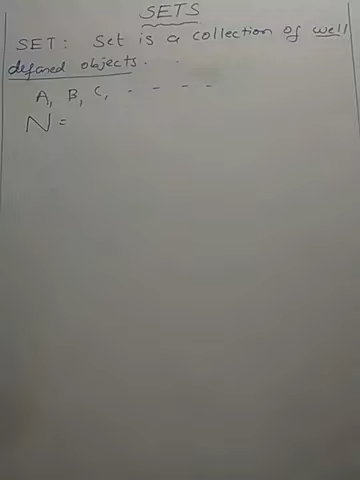 SETS
SET: Set is a collection of well
defined objects.
A, B, C, - - - -
N =